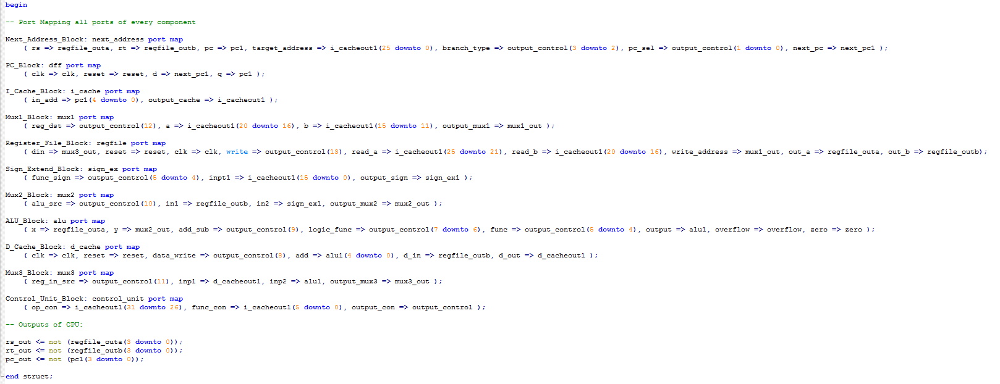 begin
-- Port Mapping all ports of every component
Next_Address_Block: next_address port map
( rs => regfile_outa, rt => regfile_outb, pc => pc1, target_address => i_cacheout1(25 downto 0), branch_type => output_control(3 downto 2), pc_sel => output_control(1 downto 0), next_pc => next_pc1 );
PC_Block: dff port map
( clk => clk, reset => reset, d => next_pc1, q => pc1 );
I_Cache_Block: i_cache port map
( in_add => pc1(4 downto 0), output_cache => i_cacheout1 );
Mux1_Block: mux1 port map
( reg_dst => output_control(12), a => i_cacheout1(20 downto 16), b => i_cacheout1(15 downto 11), output_mux1 => mux1_out );
Register_File_Block: regfile port map
( din => mux3_out, reset => reset, clk => clk, write => output_control(13), read_a => i_cacheout1(25 downto 21), read_b => i_cacheout1(20 downto 16), write_address => mux1_out, out_a => regfile_outa, out_b => regfile_outb);
Sign_Extend_Block: sign_ex port map
( func_sign => output_control(5 downto 4), inpt1 => i_cacheout1(15 downto 0), output_sign => sign_ex1 );
Mux2_Block: mux2 port map
( alu_src => output_control(10), in1 => regfile_outb, in2 => sign_ex1, output_mux2 => mux2_out );
ALU_Block: alu port map
( x => regfile_outa, y => mux2_out, add_sub => output_control(9), logic_func => output_control(7 downto 6), func => output_control(5 downto 4), output => alu1, overflow => overflow, zero => zero );
D_Cache_Block: d_cache port map
( clk => clk, reset => reset, data_write => output_control(8), add => alu1(4 downto 0), d_in => regfile_outb, d_out => d_cacheout1 );
Mux3_Block: mux3 port map
( reg_in_src => output_control(11), inp1 => d_cacheout1, inp2 => alu1, output_mux3 => mux3_out );
Control_Unit_Block: control_unit port map
( op_con => i_cacheout1(31 downto 26), func_con => i_cacheout1(5 downto 0), output_con => output_control );
-- Outputs of CPU:
rs_out <= not (regfile_outa(3 downto 0));
rt_out <= not (regfile_outb(3 downto 0));
pc_out <= not (pc1(3 downto 0));
end struct;